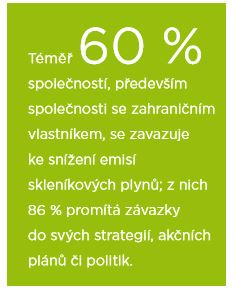 Téměř 60 %
společností, především
společnosti se zahraničním
vlastníkem, se zavazuje
ke snížení emisí
skleníkových plynů; z nich
86 % promítá závazky
do svých strategií, akčních
plánů či politik.